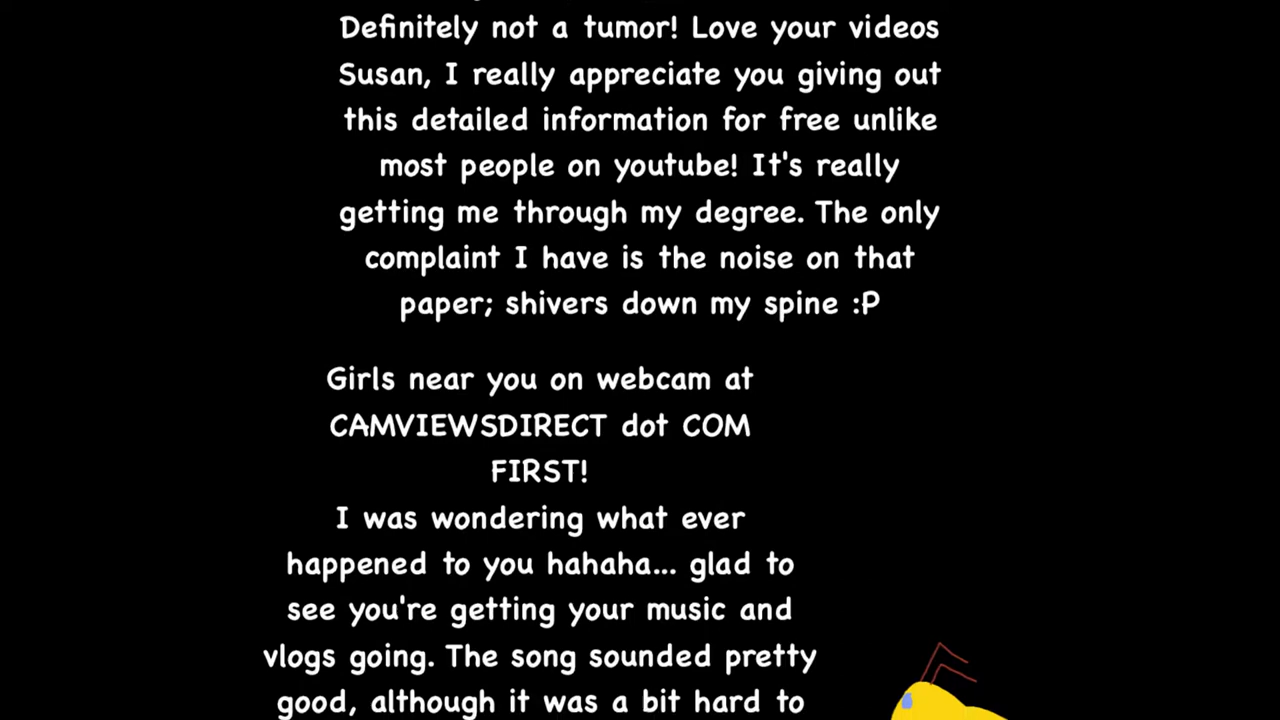 Definitely not a tumor! Love your videos
Susan, I really appreciate you giving out
this detailed information for free unlike
most people on youtube! It's really
getting me through my degree. The only
complaint I have is the noise on that
paper; shivers down my spine :P
Girls near you on webcam at
CAMVIEWSDIRECT dot COM
FIRST!
I was wondering what ever
happened to you hahaha... glad to
see you're getting your music and
vlogs going. The song sounded pretty
good, although it was a bit hard to